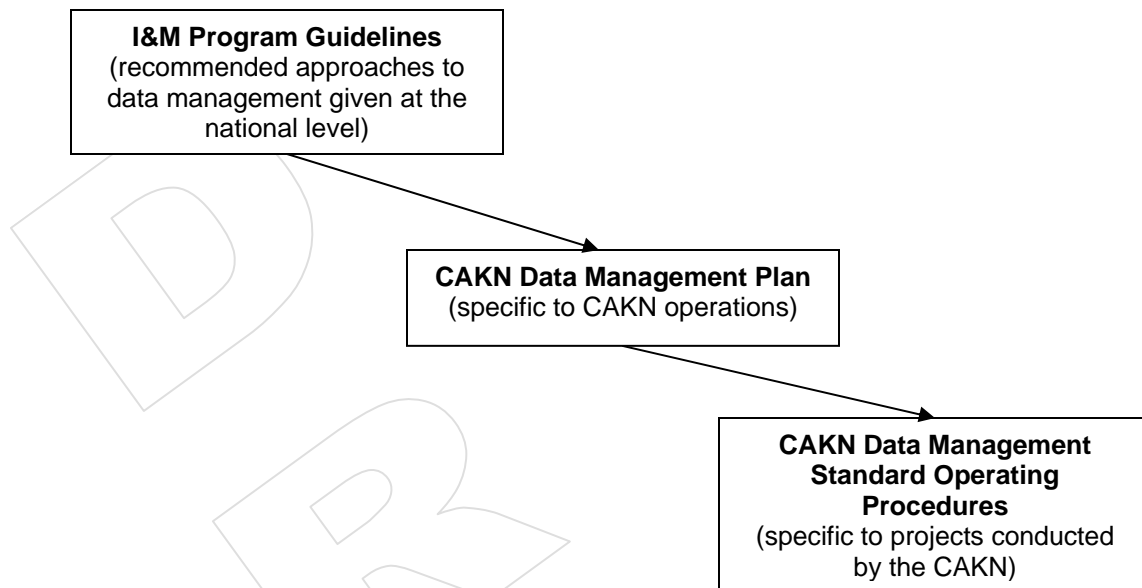 I&M Program Guidelines
(recommended approaches to
data management given at the
national level)
CAKN Data Management Plan
(specific to CAKN operations)
CAKN Data Management
Standard Operating
Procedures
(specific to projects conducted
by the CAKN)
D
R